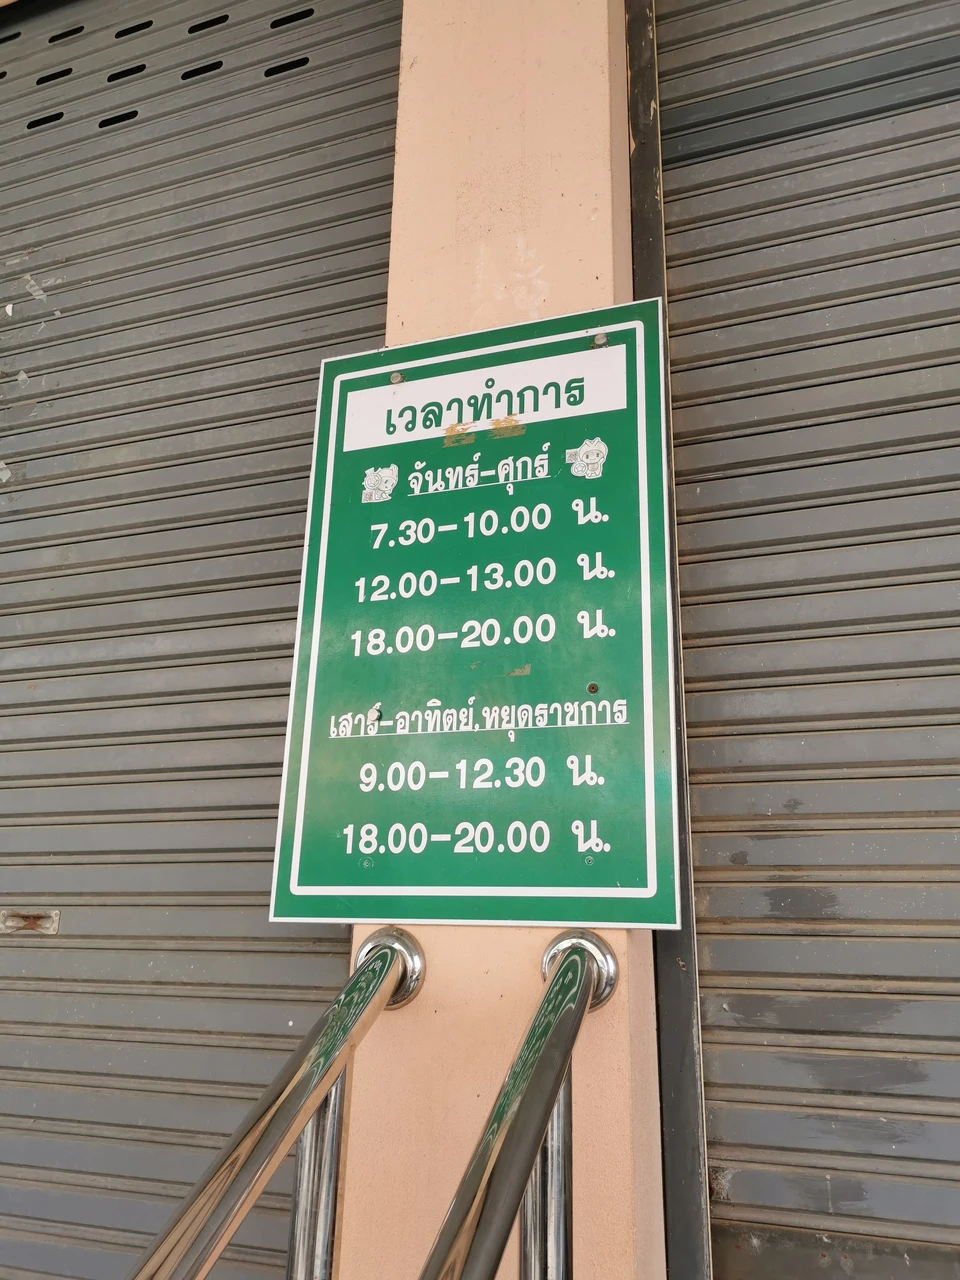 เวลาทำการ
จันทร์-ศุกร์
7.30-10.00 น.
12.00-13.00 น.
18.00-20.00 น.
เสาร์-อาทิตย์,หยุดราชการ
9.00-12.30 น.
18.00-20.00 น.